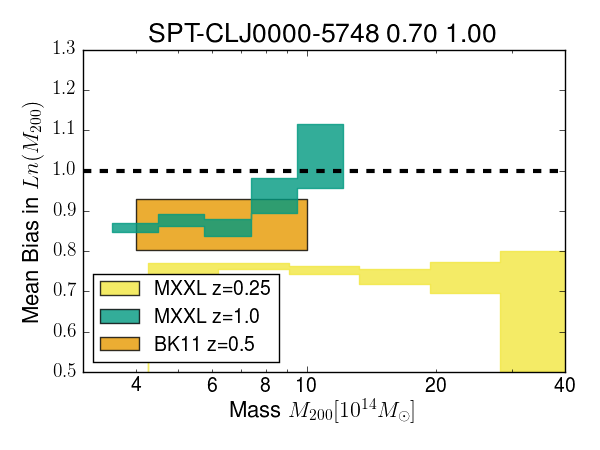 SPT-CLJ0000-5748 0.70 1.00
Mean Bias in Ln(M200)
1.3
1.2
1.1
1.0
0.9
0.8
0.7
0.6
0.5
MXXL z=0.25
MXXL z=1.0
BK11 z=0.5
4 6 8 10 20 40
Mass M200[10^14 M⊙]